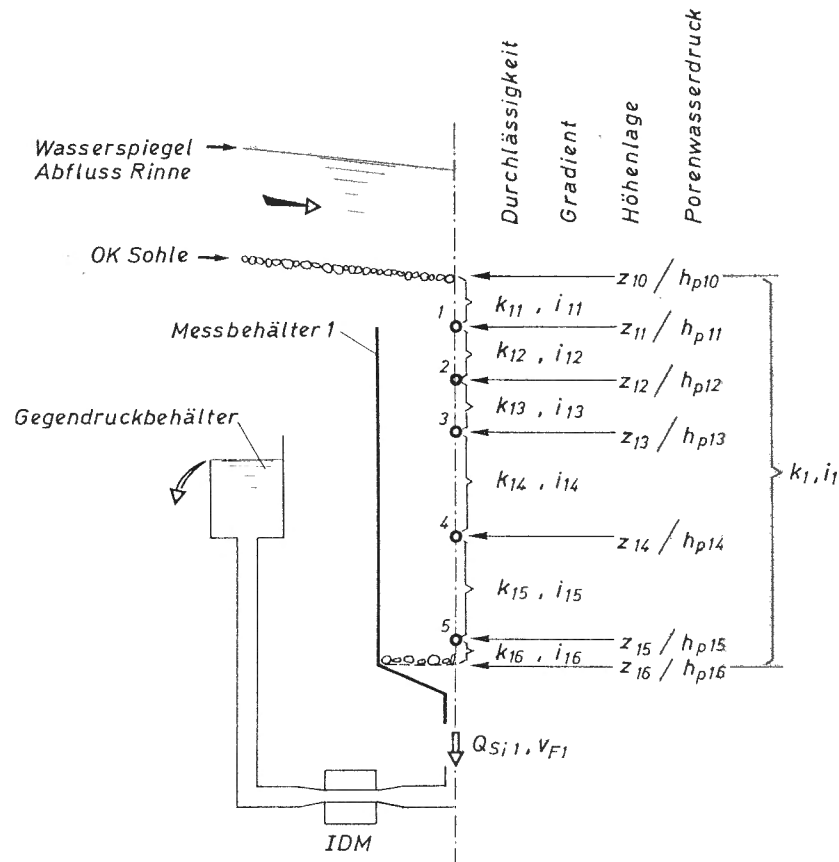 Durchlässigkeit
Gradient
Höhenlage
Porenwasserdruck
Wasserspiegel
Abfluss Rinne
OK Sohle
z10 / hp10
k11 , i11
1
Messbehälter 1
z11 / hp11
k12 , i12
2
z12 / hp12
k13 , i13
Gegendruckbehälter
3
z13 / hp13
k14 , i14
k1, i1
4
z14 / hp14
k15 , i15
5
z15 / hp15
k16 , i16
z16 / hp16
QSi1 , vF1
IDM